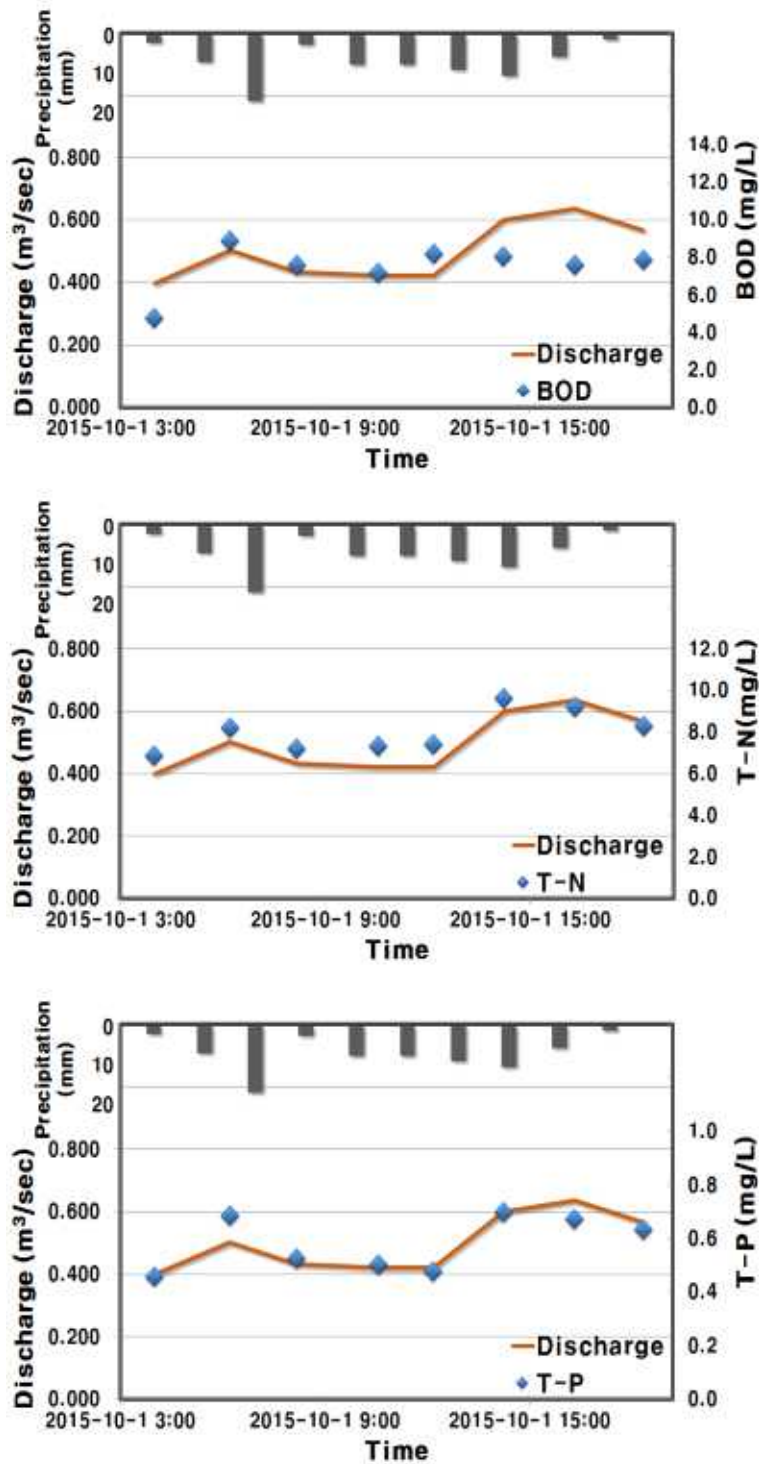 Precipitation
(mm)
0
10
20
Discharge (m³/sec)
0.800
0.600
0.400
0.200
0.000
14.0
12.0
10.0
8.0
6.0
4.0
2.0
0.0
BOD (mg/L)
Discharge
BOD
2015-10-1 3:00
2015-10-1 9:00
2015-10-1 15:00
Time
Precipitation
(mm)
0
10
20
Discharge (m³/sec)
0.800
0.600
0.400
0.200
0.000
12.0
10.0
8.0
6.0
4.0
2.0
0.0
T-N(mg/L)
Discharge
T-N
2015-10-1 3:00
2015-10-1 9:00
2015-10-1 15:00
Time
Precipitation
(mm)
0
10
20
Discharge (m³/sec)
0.800
0.600
0.400
0.200
0.000
1.0
0.8
0.6
0.4
0.2
0.0
T-P (mg/L)
Discharge
T-P
2015-10-1 3:00
2015-10-1 9:00
2015-10-1 15:00
Time